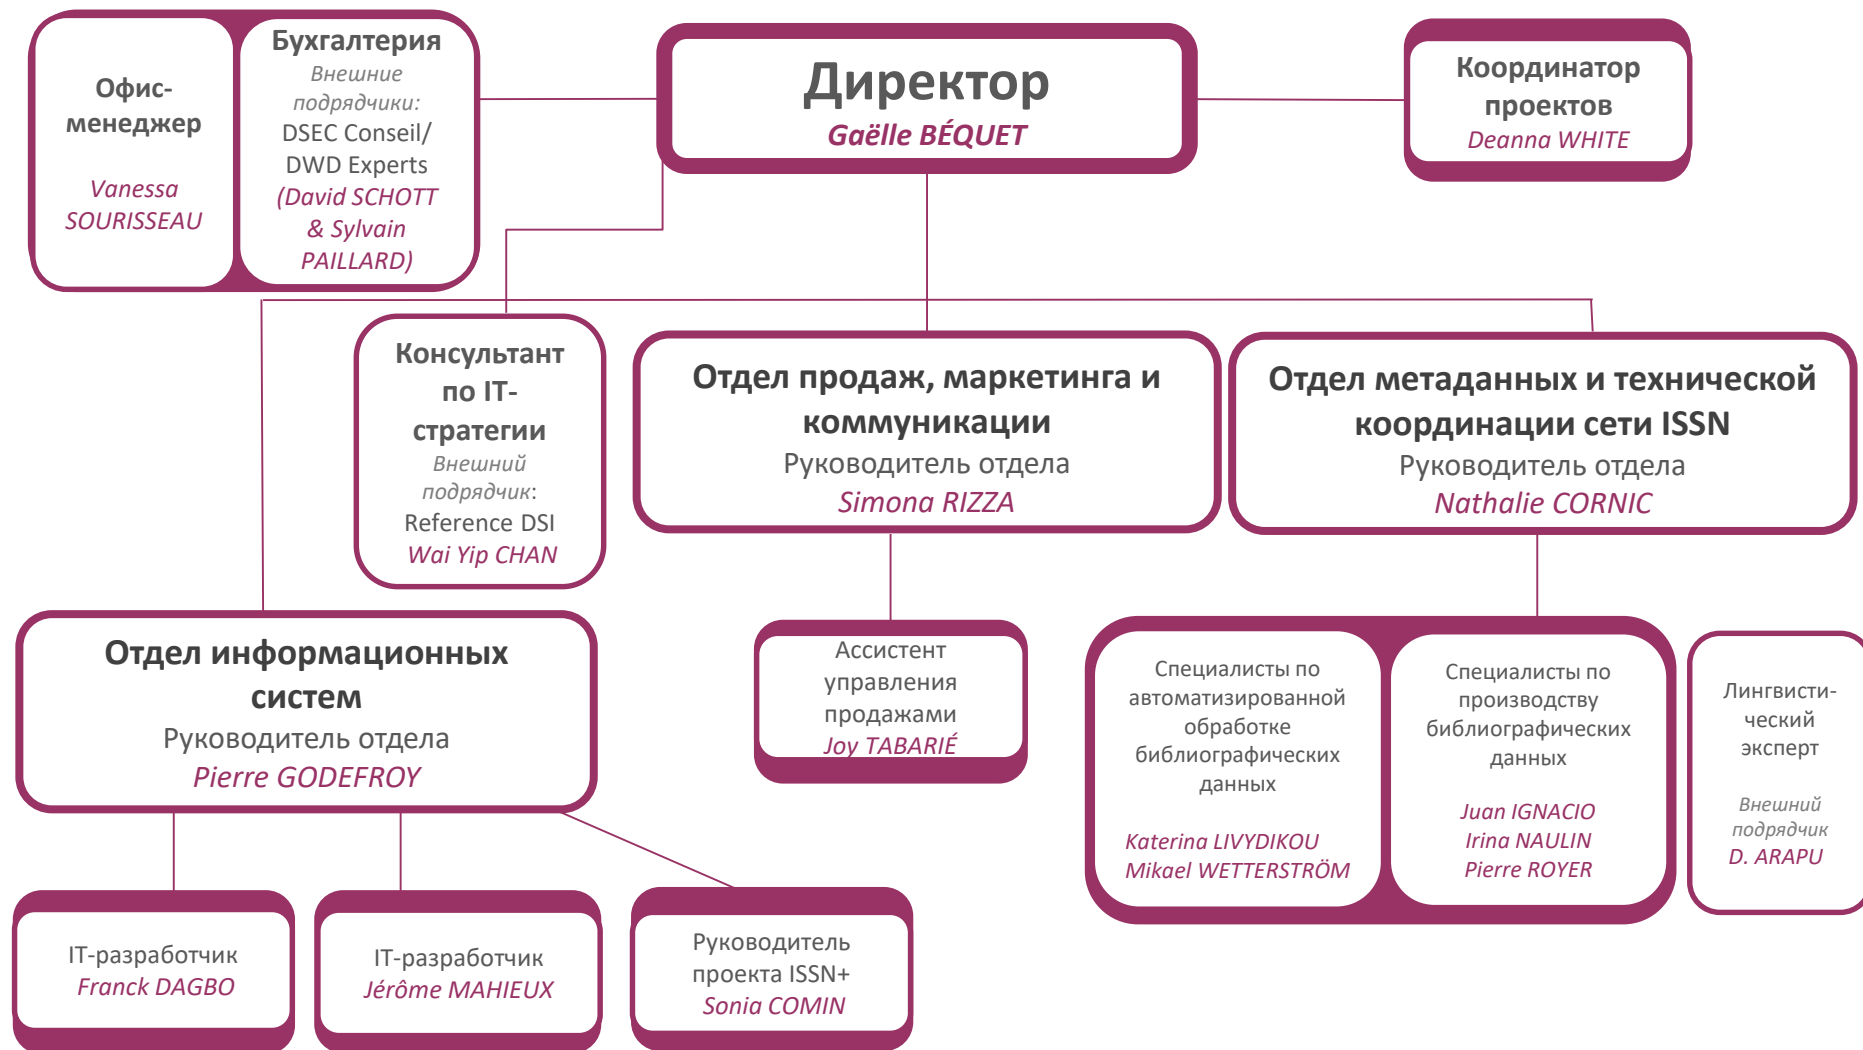 Офис-
менеджер
Vanessa
SOURISSEAU
Бухгалтерия
Внешние
подрядчики:
DSEC Conseil/
DWD Experts
(David SCHOTT
& Sylvain
PAILLARD)
Директор
Gaëlle BÉQUET
Координатор
проектов
Deanna WHITE
Консультант
по IT-
стратегии
Внешний
подрядчик:
Reference DSI
Wai Yip CHAN
Отдел продаж, маркетинга и
коммуникации
Руководитель отдела
Simona RIZZA
Отдел метаданных и технической
координации сети ISSN
Руководитель отдела
Nathalie CORNIC
Отдел информационных
систем
Руководитель отдела
Pierre GODEFROY
Ассистент
управления
продажами
Joy TABARIÉ
Специалисты по
автоматизированной
обработке
библиографических
данных
Katerina LIVYDIKOU
Mikael WETTERSTRÖM
Специалисты по
производству
библиографических
данных
Juan IGNACIO
Irina NAULIN
Pierre ROYER
Лингвисти-
ческий
эксперт
Внешний
подрядчик
D. ARAPU
IT-разработчик
Franck DAGBO
IT-разработчик
Jérôme MAHIEUX
Руководитель
проекта ISSN+
Sonia COMIN